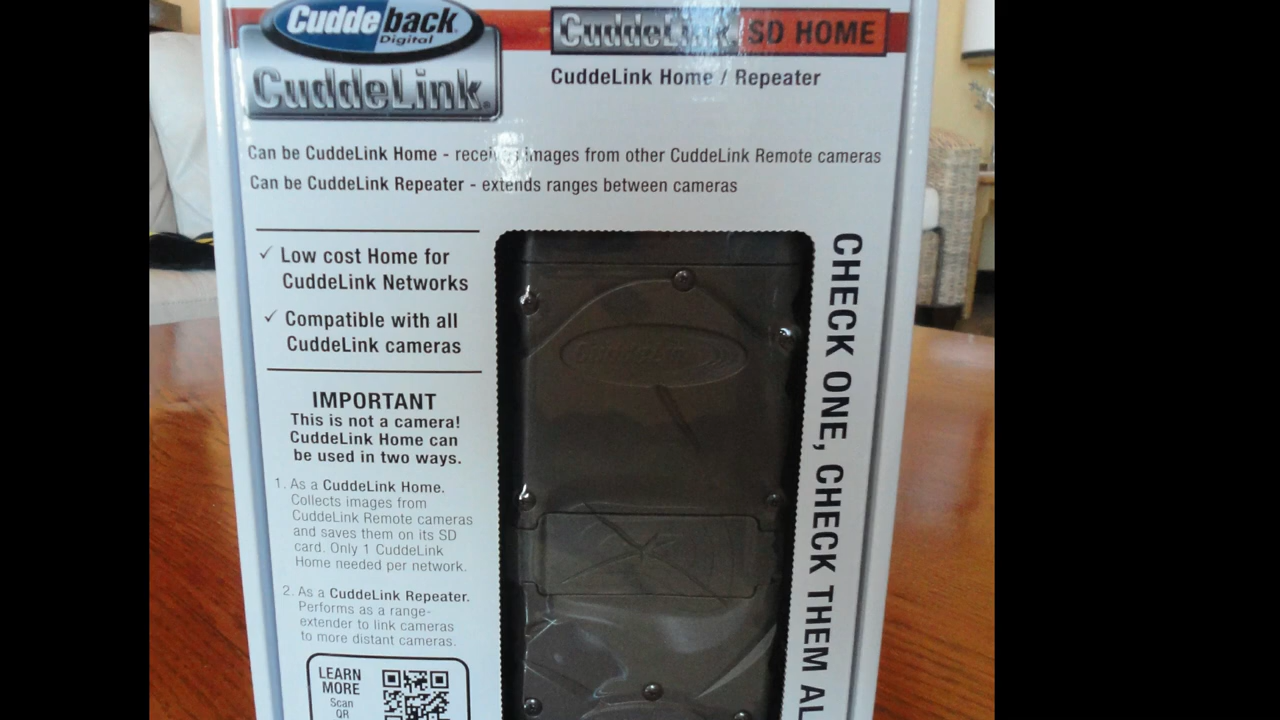 Cuddeback
Digital
CuddeLink
CuddeLink SD HOME
CuddeLink Home / Repeater
Can be CuddeLink Home - images from other CuddeLink Remote cameras
Can be CuddeLink Repeater - extends ranges between cameras
✓ Low cost Home for
CuddeLink Networks
✓ Compatible with all
CuddeLink cameras
IMPORTANT
This is not a camera!
CuddeLink Home can
be used in two ways.
1. As a CuddeLink Home.
Collects images from
CuddeLink Remote cameras
and saves them on its SD
card. Only 1 CuddeLink
Home needed per network.
2. As a CuddeLink Repeater.
Performs as a range-
extender to link cameras
to more distant cameras.
LEARN
MORE
Scan
QR
CuddeLink
CHECK ONE, CHECK THEM AL